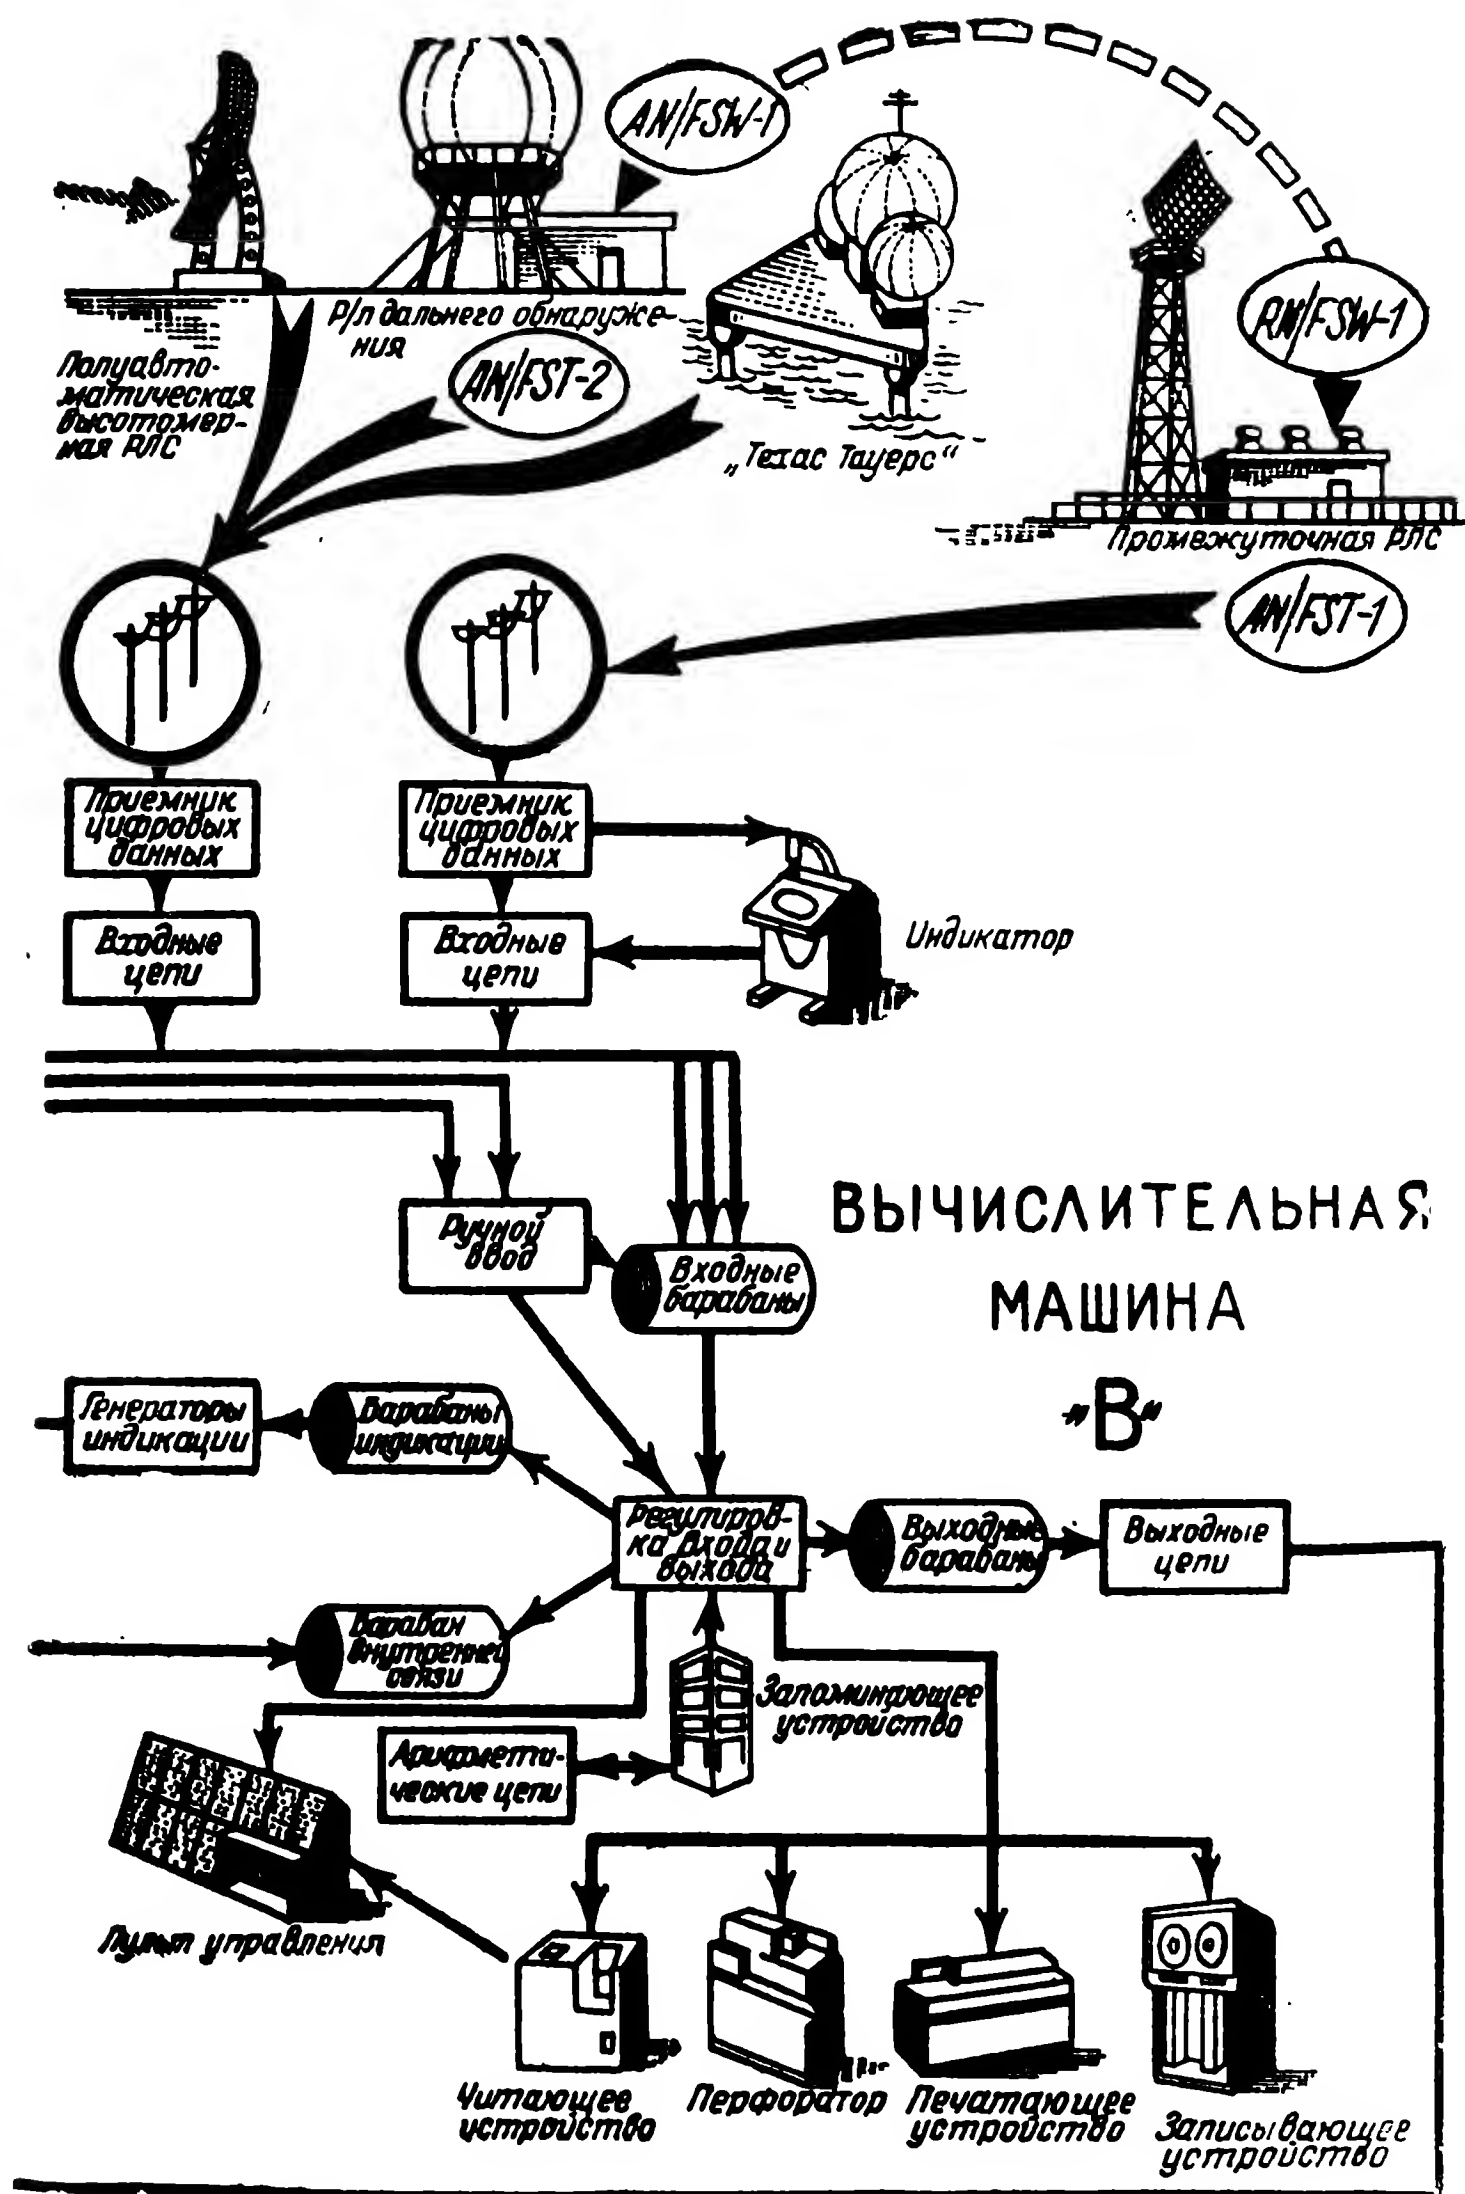 AN/FSW-1
Р/л дальнего обнаруже-
ния
Полуавто-
матическая
высотомер-
ная РЛС
AN/FST-2
„Техас Тауерс“
RN/FSW-1
Промежуточная РЛС
AN/FST-1
Приемник
цифровых
данных
Приемник
цифровых
данных
Входные
цепи
Входные
цепи
Индикатор
Ручной
ввод
Входные
барабаны
ВЫЧИСЛИТЕЛЬНАЯ
МАШИНА
„В“
Генераторы
индикации
Барабаны
индикации
Регулиров-
ка входа и
выхода
Выходные
барабаны
Выходные
цепи
Барабан
внутренней
связи
Запоминающее
устройство
Арифмети-
ческие цепи
Пульт управления
Читающее
устройство
Перфоратор
Печатающее
устройство
Записывающее
устройство